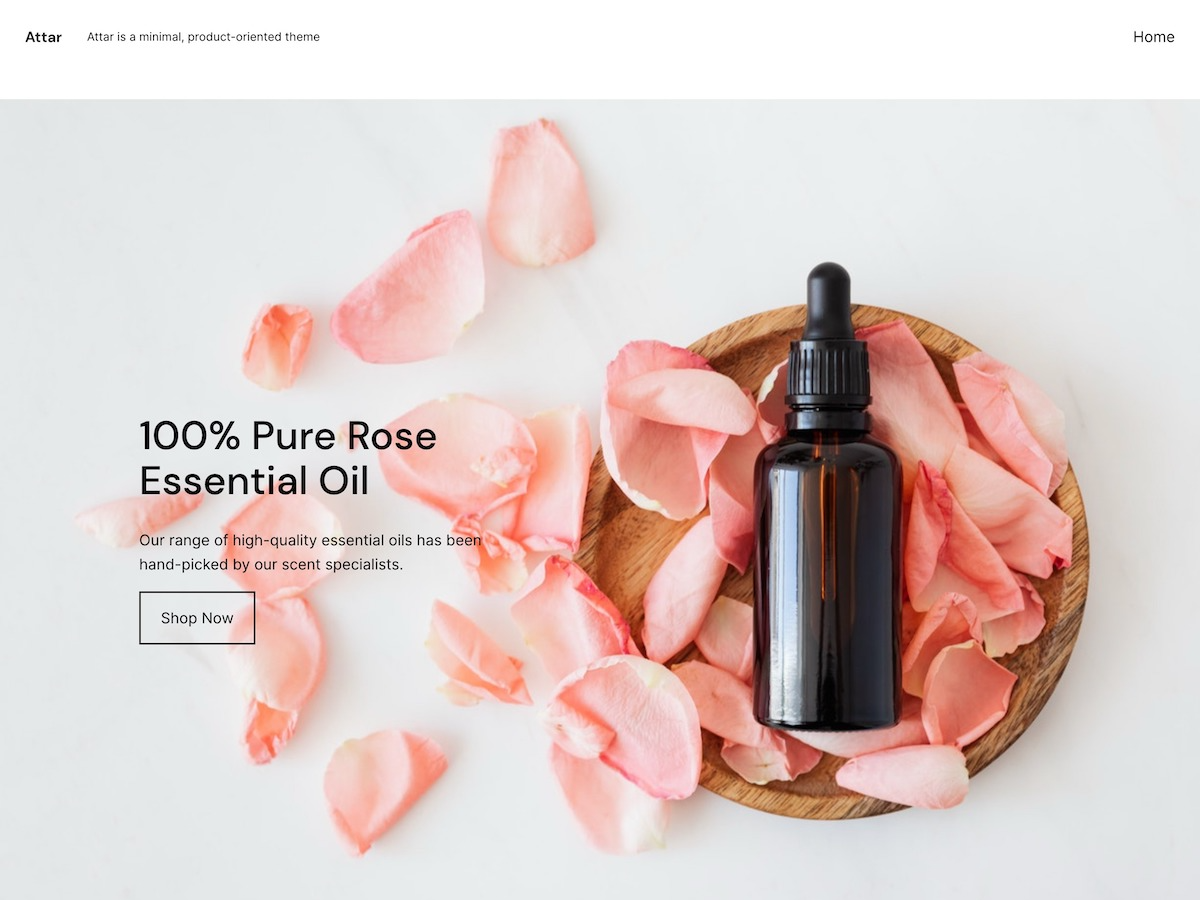 Attar
Attar is a minimal, product-oriented theme
Home
100% Pure Rose
Essential Oil
Our range of high-quality essential oils has been
hand-picked by our scent specialists.
Shop Now